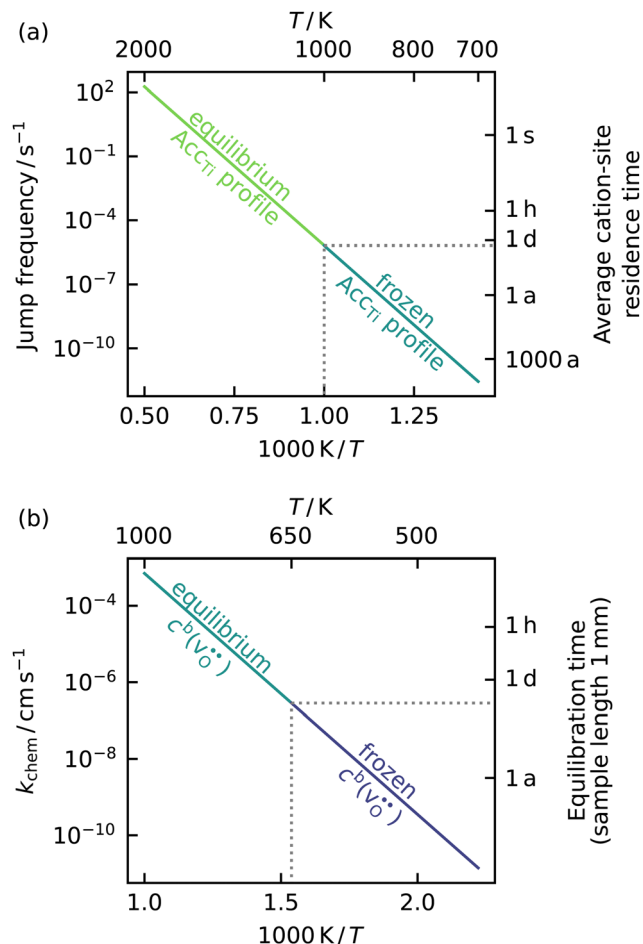 (a)
T/K
2000 1000 800 700
10²
10⁻¹
10⁻⁴
10⁻⁷
10⁻¹⁰
Jump frequency/s⁻¹
equilibrium
Acc_Ti profile
frozen
Acc_Ti profile
1 s
1 h
1 d
1 a
1000 a
Average cation-site
residence time
0.50 0.75 1.00 1.25
1000 K/T
(b)
T/K
1000 650 500
10⁻⁴
10⁻⁶
10⁻⁸
10⁻¹⁰
k_chem/cm s⁻¹
equilibrium
c^b(v_O^••)
frozen
c^b(v_O^••)
1 h
1 d
1 a
Equilibration time
(sample length 1 mm)
1.0 1.5 2.0
1000 K/T